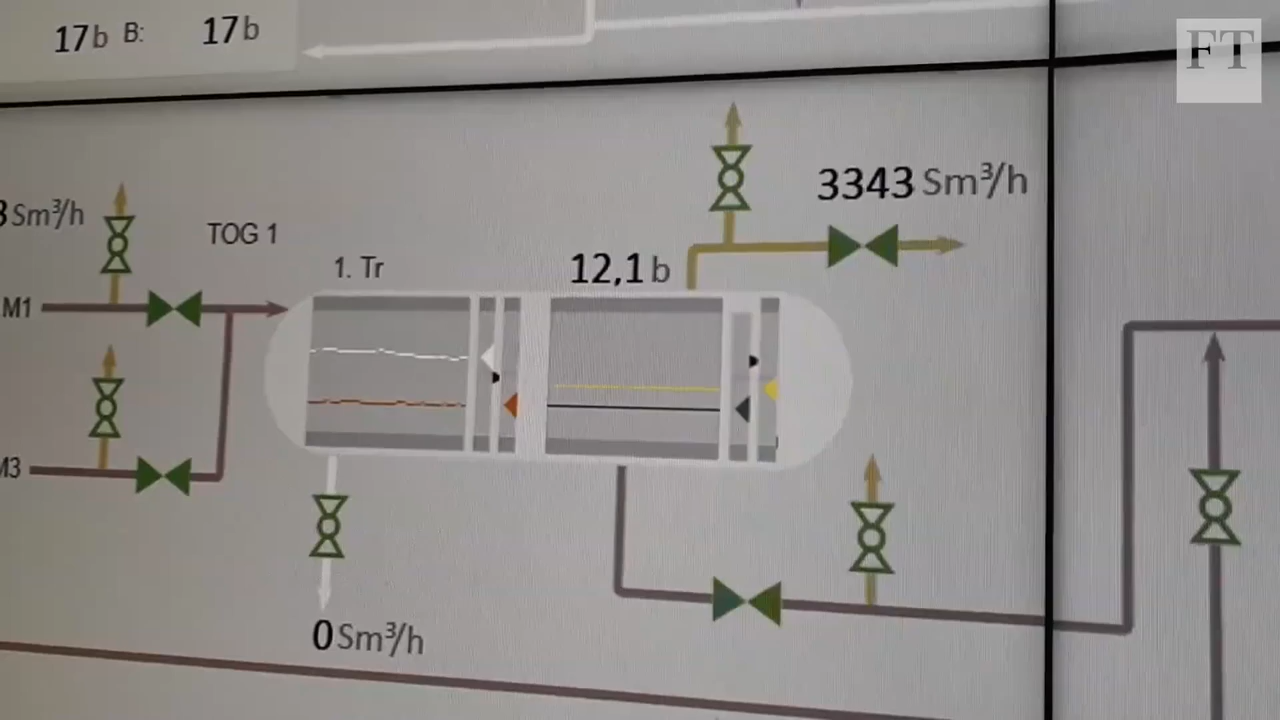 17b B: 17b
FT
3343 Sm³/h
Sm³/h
TOG 1
1. Tr
12,1 b
M1
M3
0 Sm³/h